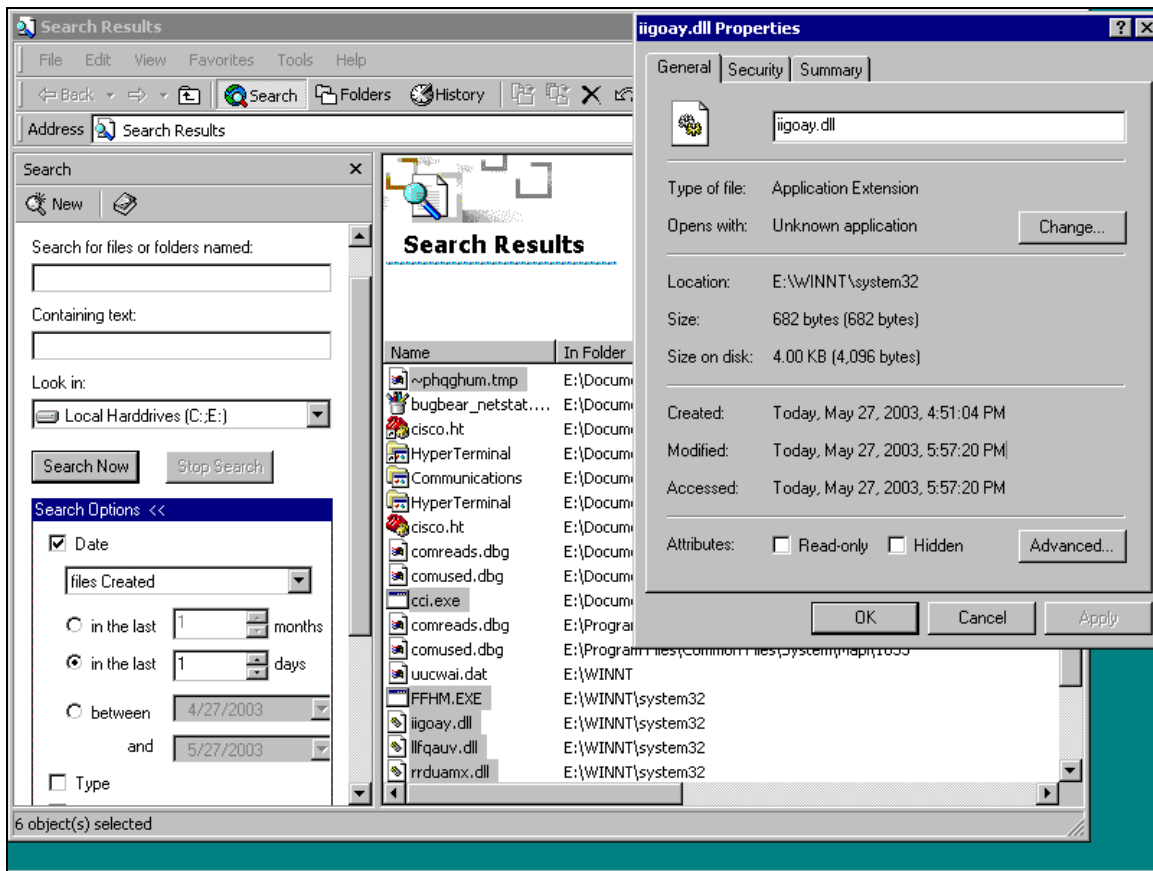 Search Results
File Edit View Favorites Tools Help
Back Search Folders History
Address Search Results
Search
New
Search for files or folders named:
Containing text:
Look in:
Local Harddrives (C:;E:)
Search Now Stop Search
Search Options <<
Date
files Created
in the last 1 months
in the last 1 days
between 4/27/2003
and 5/27/2003
Type
6 object(s) selected
Search Results
Name In Folder
~phqghum.tmp E:\Docum
bugbear_netstat.... E:\Docum
cisco.ht E:\Docum
HyperTerminal E:\Docum
Communications E:\Docum
HyperTerminal E:\Docum
cisco.ht E:\Docum
comreads.dbg E:\Docum
comused.dbg E:\Docum
cci.exe E:\Docum
comreads.dbg E:\Progra
comused.dbg E:\Program Files\Common Files\System\Mapi\1033
uucwai.dat E:\WINNT
FFHM.EXE E:\WINNT\system32
iigoay.dll E:\WINNT\system32
llfqauv.dll E:\WINNT\system32
rrduamx.dll E:\WINNT\system32
iigoay.dll Properties
General Security Summary
iigoay.dll
Type of file: Application Extension
Opens with: Unknown application Change...
Location: E:\WINNT\system32
Size: 682 bytes (682 bytes)
Size on disk: 4.00 KB (4,096 bytes)
Created: Today, May 27, 2003, 4:51:04 PM
Modified: Today, May 27, 2003, 5:57:20 PM
Accessed: Today, May 27, 2003, 5:57:20 PM
Attributes: Read-only Hidden Advanced...
OK Cancel Apply